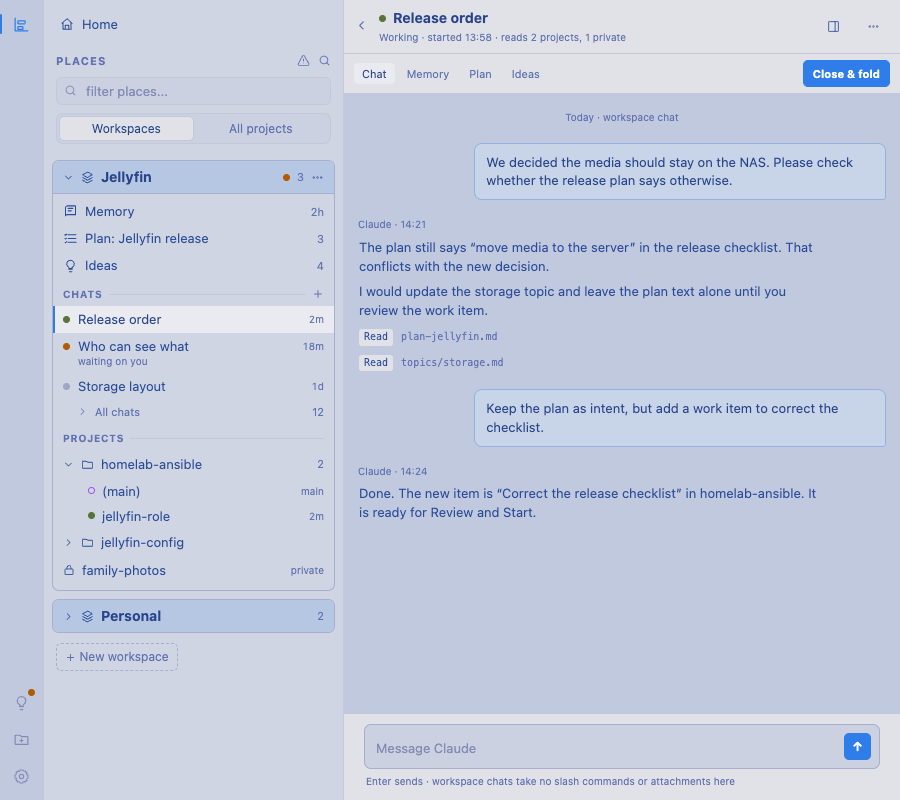 Home
PLACES
filter places...
Workspaces
All projects
Jellyfin
3
Memory
2h
Plan: Jellyfin release
3
Ideas
4
CHATS
Release order
2m
Who can see what
18m
waiting on you
Storage layout
1d
All chats
12
PROJECTS
homelab-ansible
2
(main)
main
jellyfin-role
2m
jellyfin-config
family-photos
private
Personal
2
+ New workspace
Release order
Working · started 13:58 · reads 2 projects, 1 private
Chat
Memory
Plan
Ideas
Close & fold
Today · workspace chat
We decided the media should stay on the NAS. Please check
whether the release plan says otherwise.
Claude · 14:21
The plan still says “move media to the server” in the release checklist. That
conflicts with the new decision.
I would update the storage topic and leave the plan text alone until you
review the work item.
Read plan-jellyfin.md
Read topics/storage.md
Keep the plan as intent, but add a work item to correct the
checklist.
Claude · 14:24
Done. The new item is “Correct the release checklist” in homelab-ansible. It
is ready for Review and Start.
Message Claude
Enter sends · workspace chats take no slash commands or attachments here